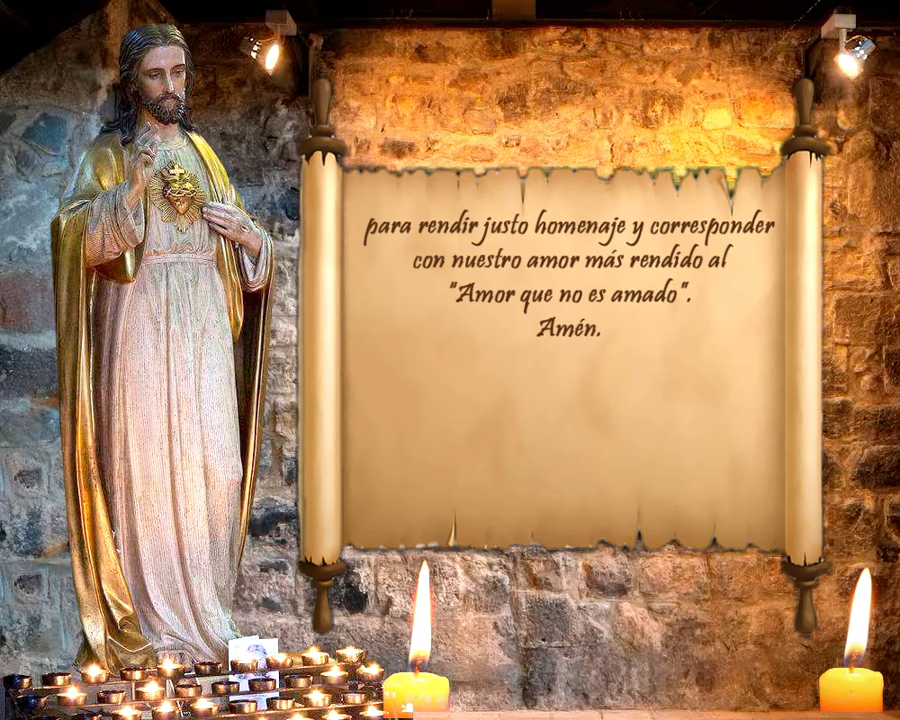 para rendir justo homenaje y corresponder
con nuestro amor más rendido al
"Amor que no es amado".
Amén.